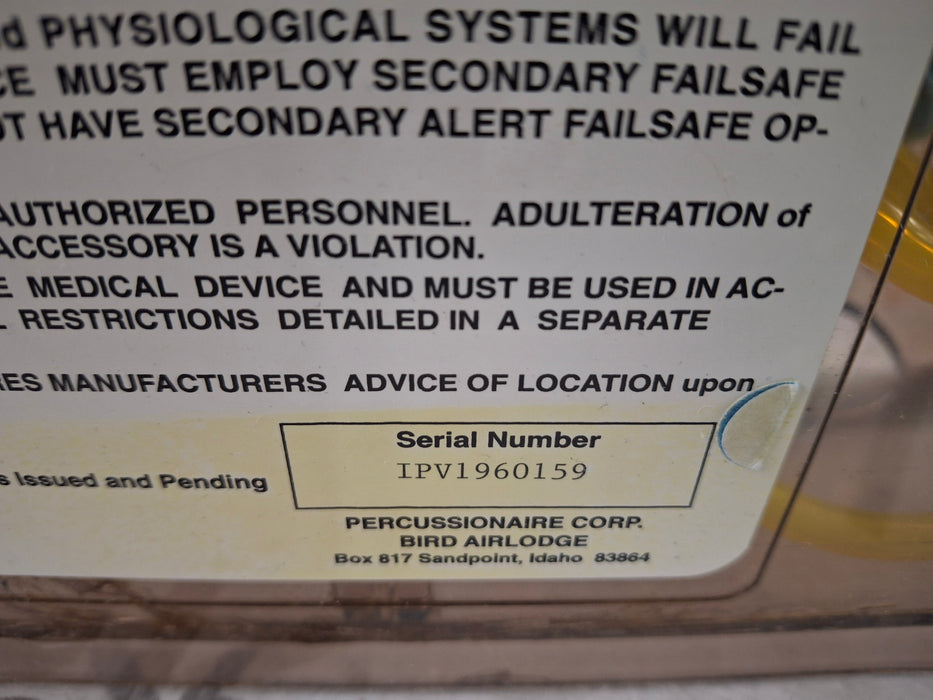 PHYSIOLOGICAL SYSTEMS WILL FAIL
MUST EMPLOY SECONDARY FAILSAFE
HAVE SECONDARY ALERT FAILSAFE OP-
AUTHORIZED PERSONNEL. ADULTERATION of
ACCESSORY IS A VIOLATION.
MEDICAL DEVICE AND MUST BE USED IN AC-
RESTRICTIONS DETAILED IN A SEPARATE
MANUFACTURERS ADVICE OF LOCATION upon
Serial Number
IPV1960159
Issued and Pending
PERCUSSIONAIRE CORP.
BIRD AIRLODGE
Box 817 Sandpoint, Idaho 83864